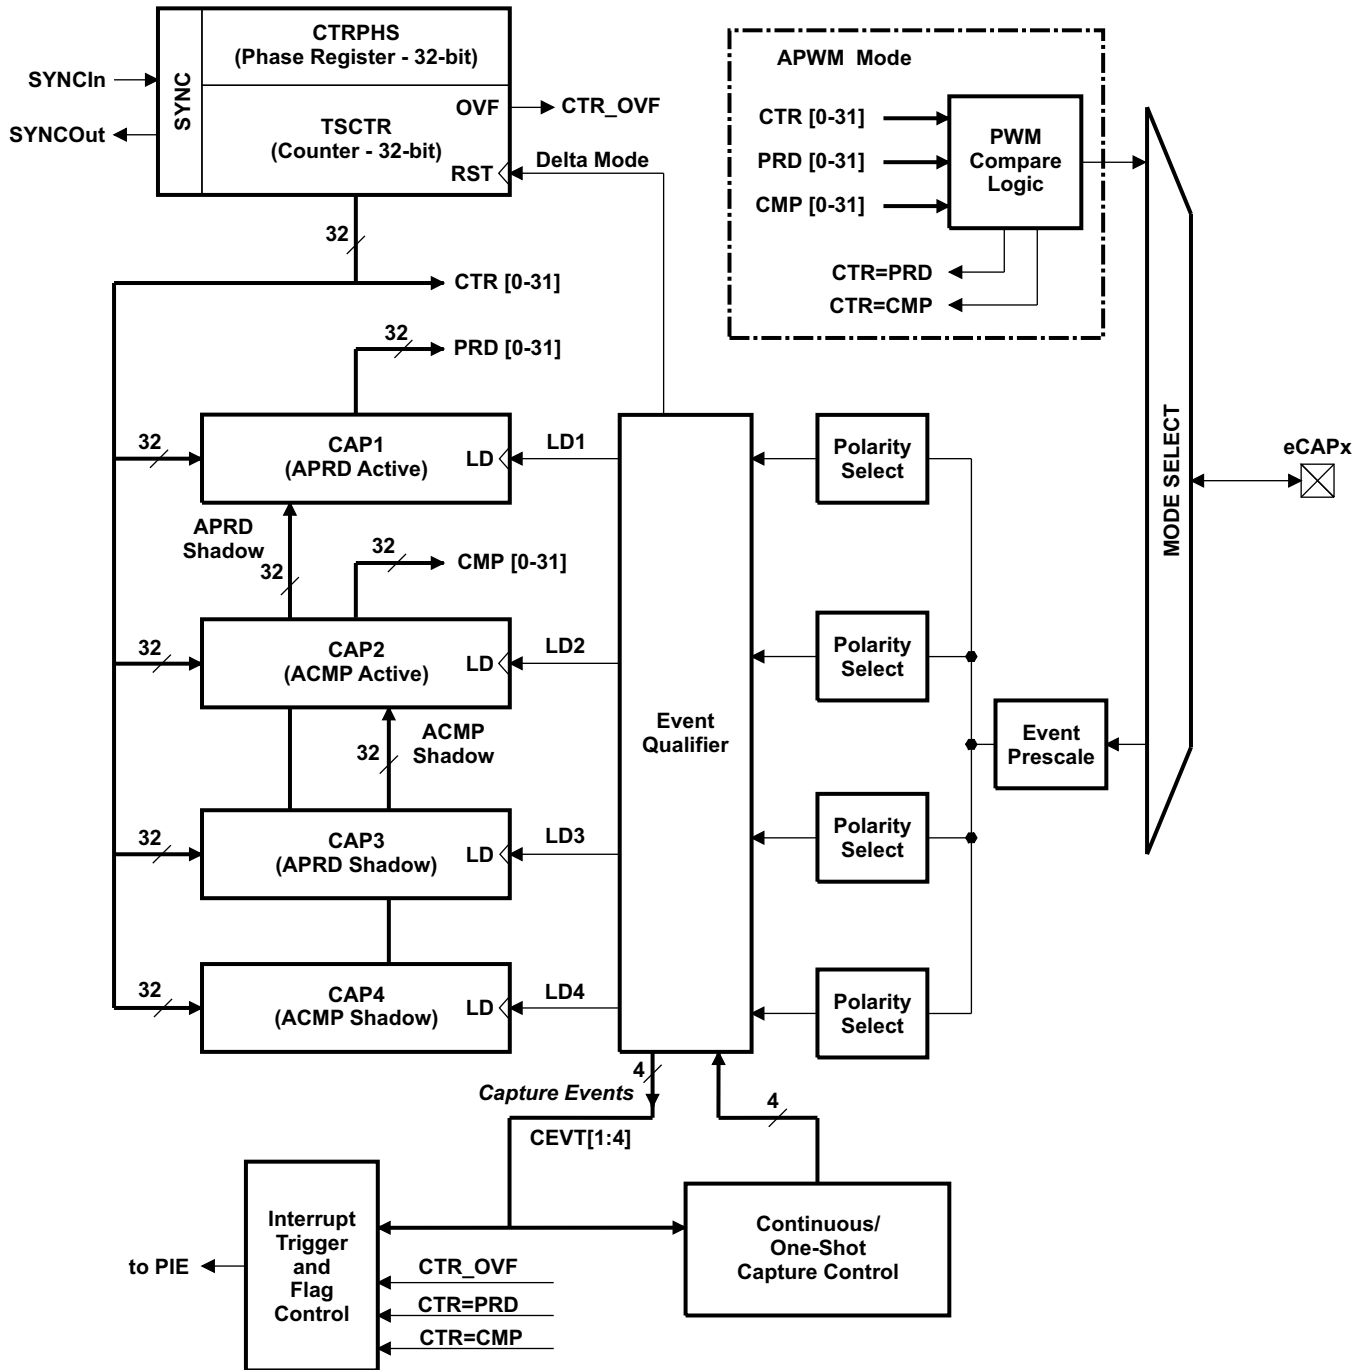 CTRPHS
(Phase Register - 32-bit)
SYNC
SYNCIn
SYNCOut
OVF
CTR_OVF
TSCTR
(Counter - 32-bit)
RST
Delta Mode
32
CTR [0-31]
32
PRD [0-31]
APWM Mode
CTR [0-31]
PRD [0-31]
CMP [0-31]
PWM
Compare
Logic
CTR=PRD
CTR=CMP
MODE SELECT
eCAPx
32
CAP1
(APRD Active)
LD
LD1
Polarity
Select
APRD
Shadow
32
32
CMP [0-31]
32
CAP2
(ACMP Active)
LD
LD2
Polarity
Select
ACMP
Shadow
32
Event
Qualifier
Event
Prescale
32
CAP3
(APRD Shadow)
LD
LD3
Polarity
Select
32
CAP4
(ACMP Shadow)
LD
LD4
Polarity
Select
4
Capture Events
CEVT[1:4]
4
Interrupt
Trigger
and
Flag
Control
to PIE
CTR_OVF
CTR=PRD
CTR=CMP
Continuous/
One-Shot
Capture Control